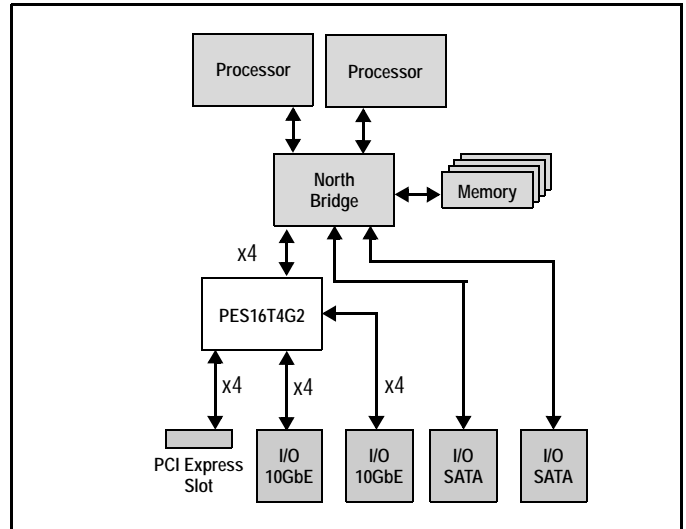 Processor
Processor
North
Bridge
Memory
x4
PES16T4G2
x4
x4
x4
PCI Express
Slot
I/O
10GbE
I/O
10GbE
I/O
SATA
I/O
SATA